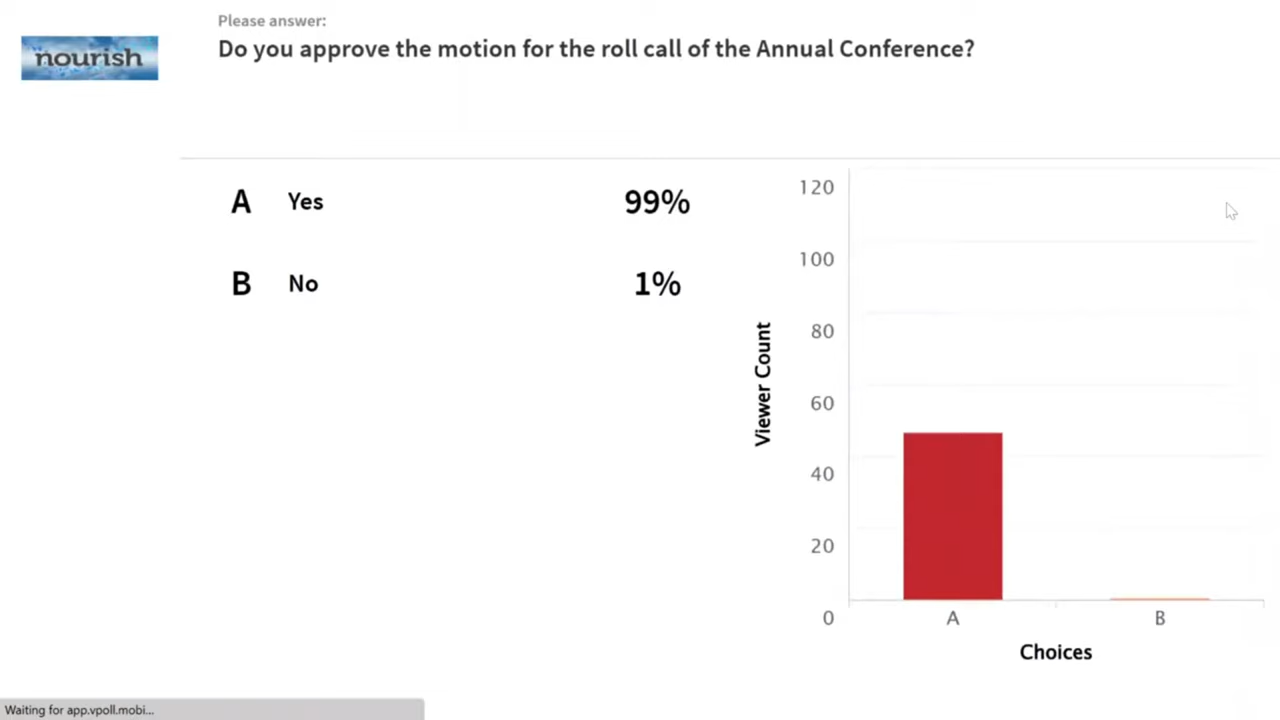 Please answer:
nourish
Do you approve the motion for the roll call of the Annual Conference?
A Yes 99%
B No 1%
120
100
80
60
40
20
0
Viewer Count
A B
Choices
Waiting for app.vpoll.mobi...